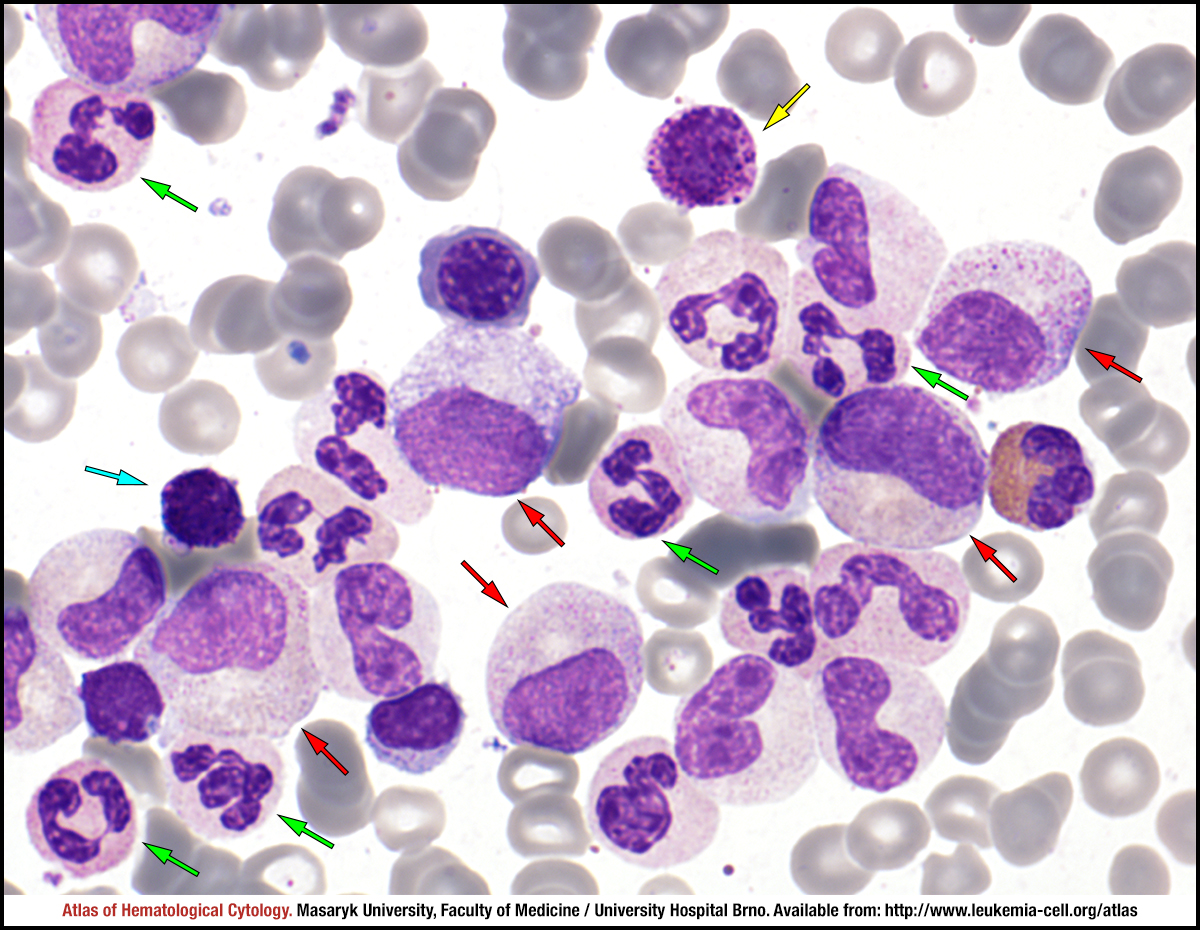 Atlas of Hematological Cytology. Masaryk University, Faculty of Medicine / University Hospital Brno. Available from: http://www.leukemia-cell.org/atlas